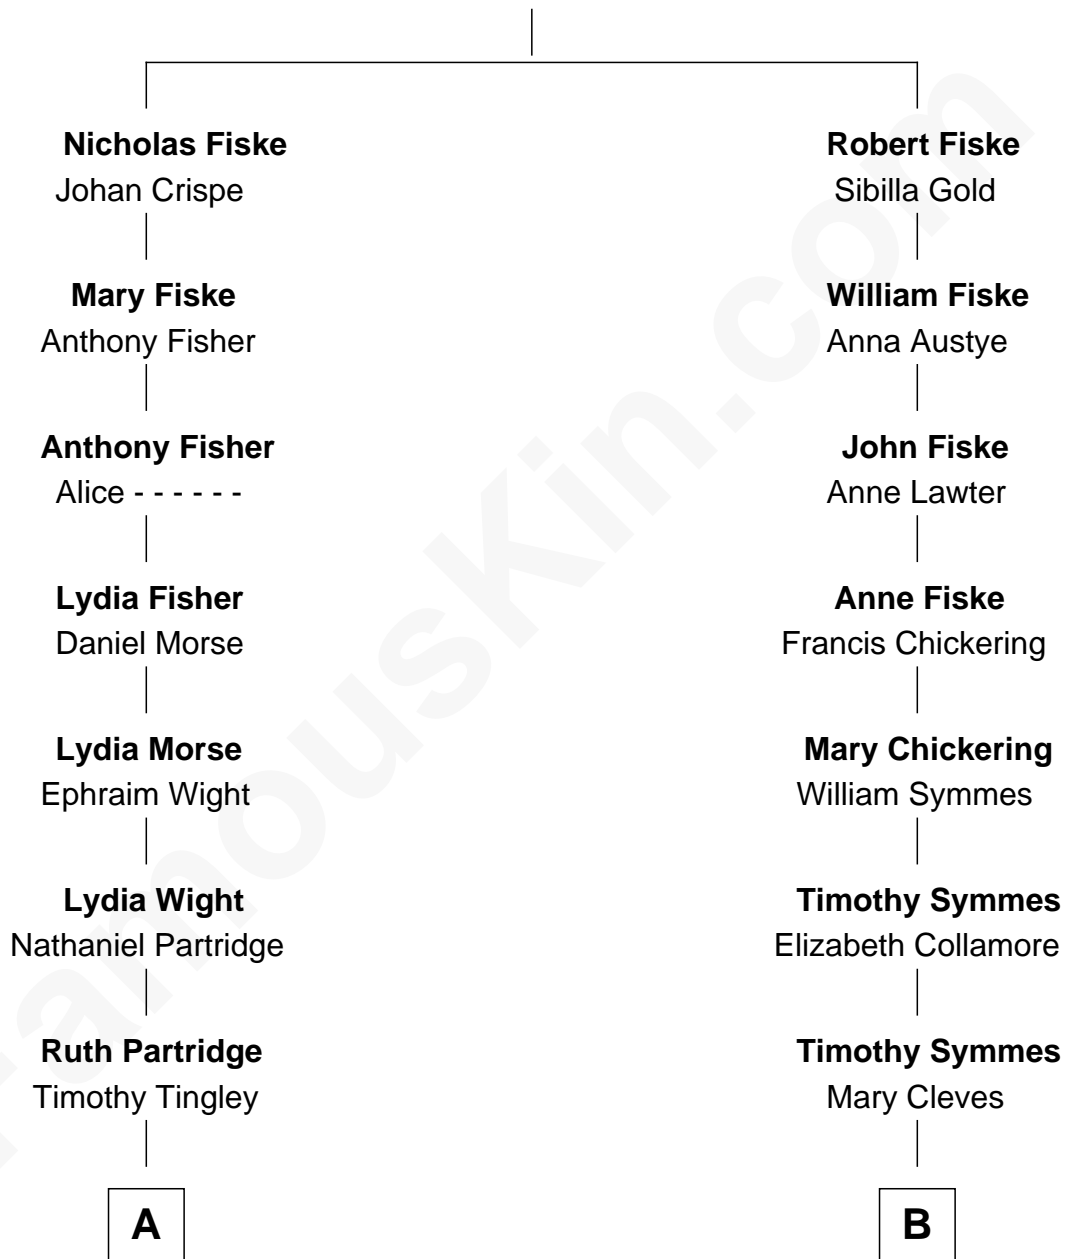 Nicholas Fiske
Johan Crispe
Mary Fiske
Anthony Fisher
Anthony Fisher
Alice - - - - - -
Lydia Fisher
Daniel Morse
Lydia Morse
Ephraim Wight
Lydia Wight
Nathaniel Partridge
Ruth Partridge
Timothy Tingley
A
Robert Fiske
Sibilla Gold
William Fiske
Anna Austye
John Fiske
Anne Lawter
Anne Fiske
Francis Chickering
Mary Chickering
William Symmes
Timothy Symmes
Elizabeth Collamore
Timothy Symmes
Mary Cleves
B
FamousKin.com